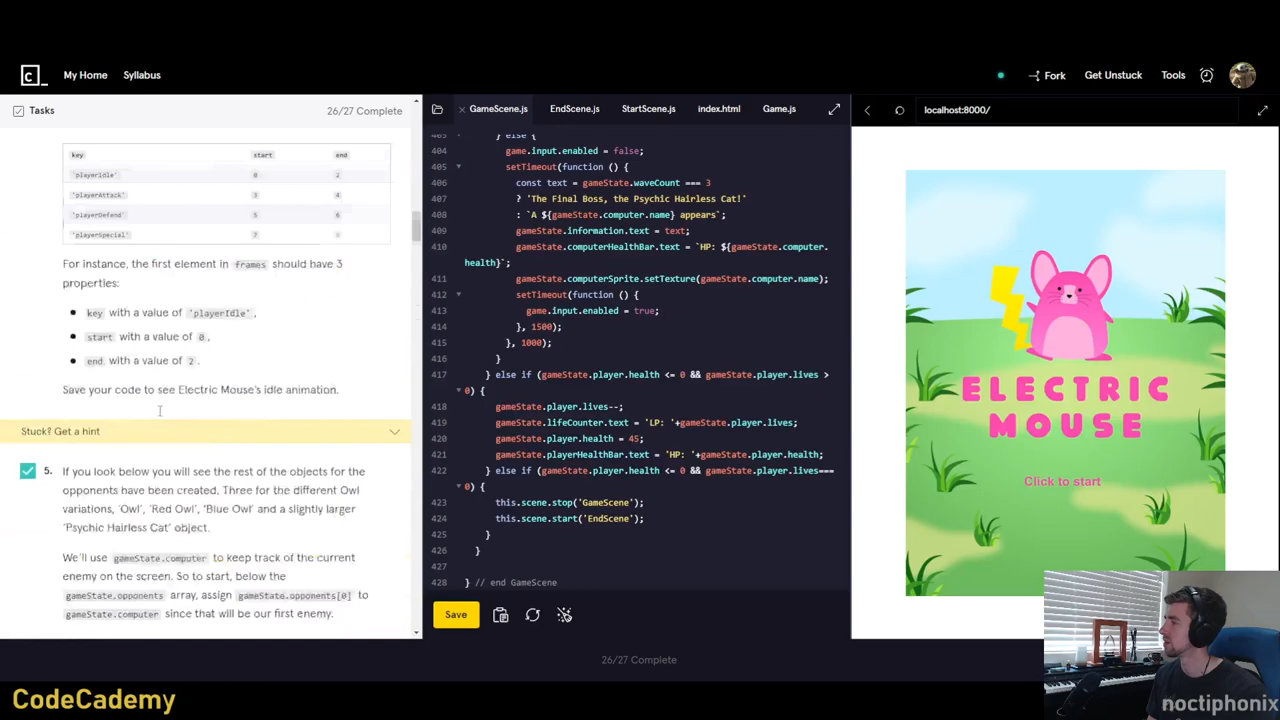 c_ My Home Syllabus Fork Get Unstuck Tools
Tasks 26/27 Complete
key start end
'playerIdle' 0 2
'playerAttack' 3 4
'playerDefend' 5 6
'playerSpecial' 7
For instance, the first element in frames should have 3
properties:
key with a value of 'playerIdle',
start with a value of 0,
end with a value of 2.
Save your code to see Electric Mouse's idle animation.
Stuck? Get a hint
5. If you look below you will see the rest of the objects for the
opponents have been created. Three for the different Owl
variations, 'Owl', 'Red Owl', 'Blue Owl' and a slightly larger
'Psychic Hairless Cat' object.
We'll use gameState.computer to keep track of the current
enemy on the screen. So to start, below the
gameState.opponents array, assign gameState.opponents[0] to
gameState.computer since that will be our first enemy.
GameScene.js EndScene.js StartScene.js index.html Game.js
403 } else {
404 game.input.enabled = false;
405 setTimeout(function () {
406 const text = gameState.waveCount === 3
407 ? 'The Final Boss, the Psychic Hairless Cat!'
408 : `A ${gameState.computer.name} appears`;
409 gameState.information.text = text;
410 gameState.computerHealthBar.text = `HP: ${gameState.computer.
health}`;
411 gameState.computerSprite.setTexture(gameState.computer.name);
412 setTimeout(function () {
413 game.input.enabled = true;
414 }, 1500);
415 }, 1000);
416 }
417 } else if (gameState.player.health <= 0 && gameState.player.lives >
0) {
418 gameState.player.lives--;
419 gameState.lifeCounter.text = 'LP: '+gameState.player.lives;
420 gameState.player.health = 45;
421 gameState.playerHealthBar.text = 'HP: '+gameState.player.health;
422 } else if (gameState.player.health <= 0 && gameState.player.lives===
0) {
423 this.scene.stop('GameScene');
424 this.scene.start('EndScene');
425 }
426 }
427
428 } // end GameScene
Save
localhost:8000/
ELECTRIC
MOUSE
Click to start
26/27 Complete
CodeCademy
noctiphonix